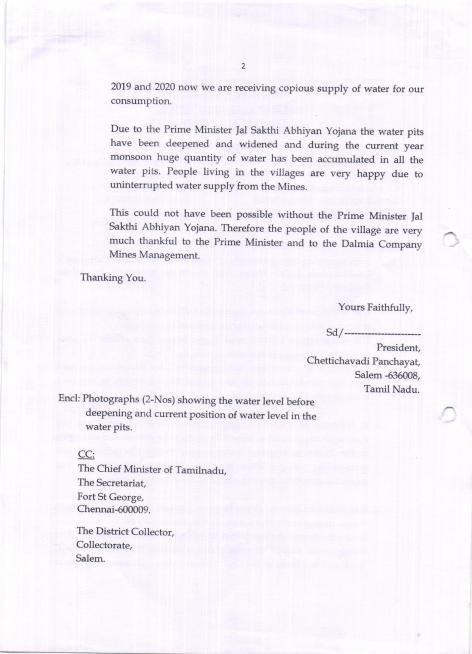 2
2019 and 2020 now we are receiving copious supply of water for our
consumption.
Due to the Prime Minister Jal Sakthi Abhiyan Yojana the water pits
have been deepened and widened and during the current year
monsoon huge quantity of water has been accumulated in all the
water pits. People living in the villages are very happy due to
uninterrupted water supply from the Mines.
This could not have been possible without the Prime Minister Jal
Sakthi Abhiyan Yojana. Therefore the people of the village are very
much thankful to the Prime Minister and to the Dalmia Company
Mines Management.
Thanking You.
Yours Faithfully,
Sd/-----------------------
President,
Chettichavadi Panchayat,
Salem -636008,
Tamil Nadu.
Encl: Photographs (2-Nos) showing the water level before
deepening and current position of water level in the
water pits.
CC:
The Chief Minister of Tamilnadu,
The Secretariat,
Fort St George,
Chennai-600009.
The District Collector,
Collectorate,
Salem.